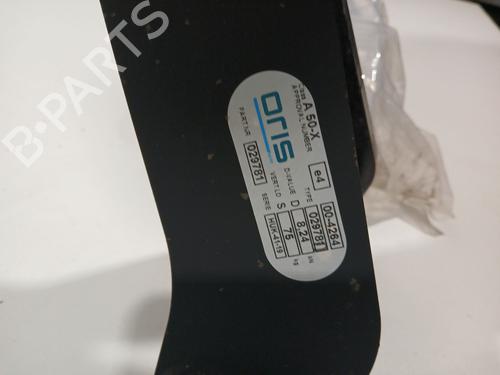 B-PARTS
Oris
Class A 50-X
APPROVAL NUMBER
e4 00-4264
TYPE 029781
D-VALUE D 8,24 kN
VERT.LD S 75 kg
PART.NR 029781 SERIE HUK-41-19